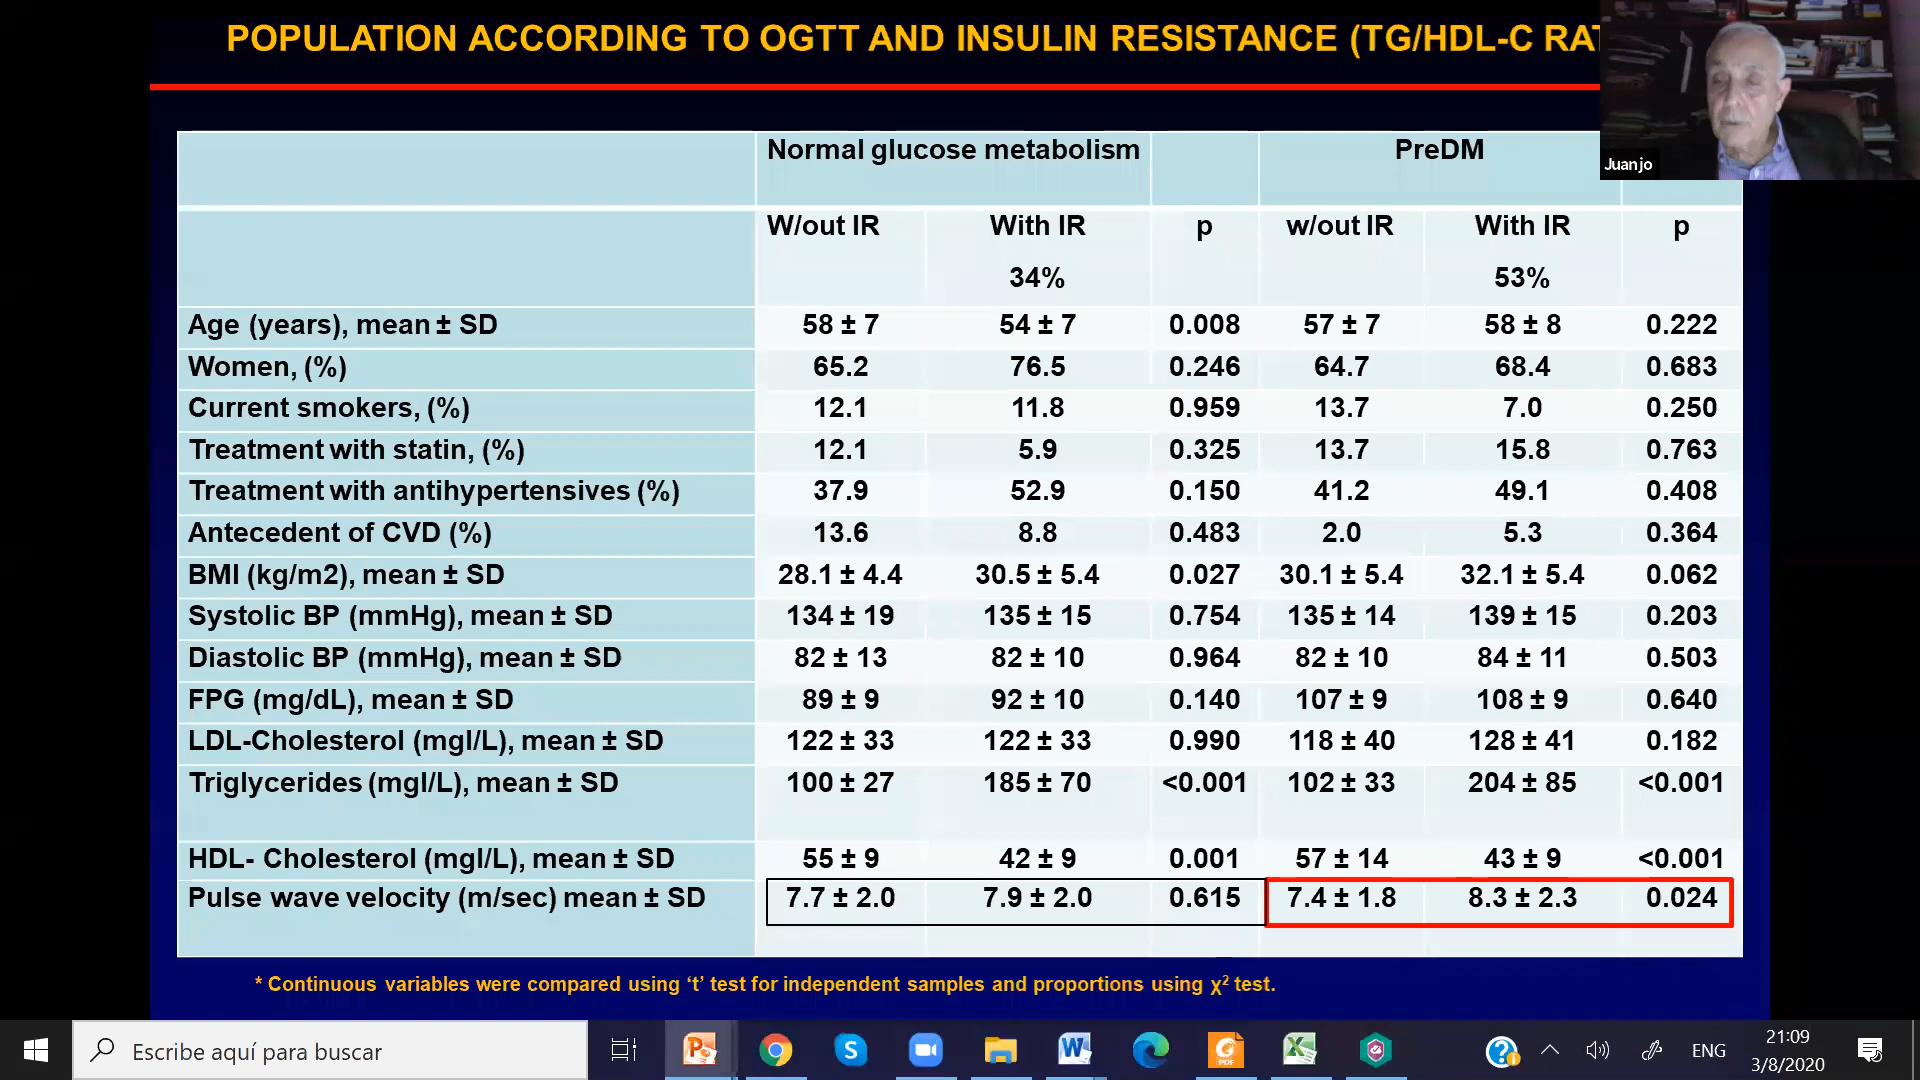 POPULATION ACCORDING TO OGTT AND INSULIN RESISTANCE (TG/HDL-C
Juanjo
Normal glucose metabolism PreDM
W/out IR With IR p w/out IR With IR p
34% 53%
Age (years), mean ± SD 58 ± 7 54 ± 7 0.008 57 ± 7 58 ± 8 0.222
Women, (%) 65.2 76.5 0.246 64.7 68.4 0.683
Current smokers, (%) 12.1 11.8 0.959 13.7 7.0 0.250
Treatment with statin, (%) 12.1 5.9 0.325 13.7 15.8 0.763
Treatment with antihypertensives (%) 37.9 52.9 0.150 41.2 49.1 0.408
Antecedent of CVD (%) 13.6 8.8 0.483 2.0 5.3 0.364
BMI (kg/m2), mean ± SD 28.1 ± 4.4 30.5 ± 5.4 0.027 30.1 ± 5.4 32.1 ± 5.4 0.062
Systolic BP (mmHg), mean ± SD 134 ± 19 135 ± 15 0.754 135 ± 14 139 ± 15 0.203
Diastolic BP (mmHg), mean ± SD 82 ± 13 82 ± 10 0.964 82 ± 10 84 ± 11 0.503
FPG (mg/dL), mean ± SD 89 ± 9 92 ± 10 0.140 107 ± 9 108 ± 9 0.640
LDL-Cholesterol (mgl/L), mean ± SD 122 ± 33 122 ± 33 0.990 118 ± 40 128 ± 41 0.182
Triglycerides (mgl/L), mean ± SD 100 ± 27 185 ± 70 <0.001 102 ± 33 204 ± 85 <0.001
HDL- Cholesterol (mgl/L), mean ± SD 55 ± 9 42 ± 9 0.001 57 ± 14 43 ± 9 <0.001
Pulse wave velocity (m/sec) mean ± SD 7.7 ± 2.0 7.9 ± 2.0 0.615 7.4 ± 1.8 8.3 ± 2.3 0.024
* Continuous variables were compared using ‘t’ test for independent samples and proportions using χ² test.
Escribe aquí para buscar
PDF
ENG
21:09
3/8/2020